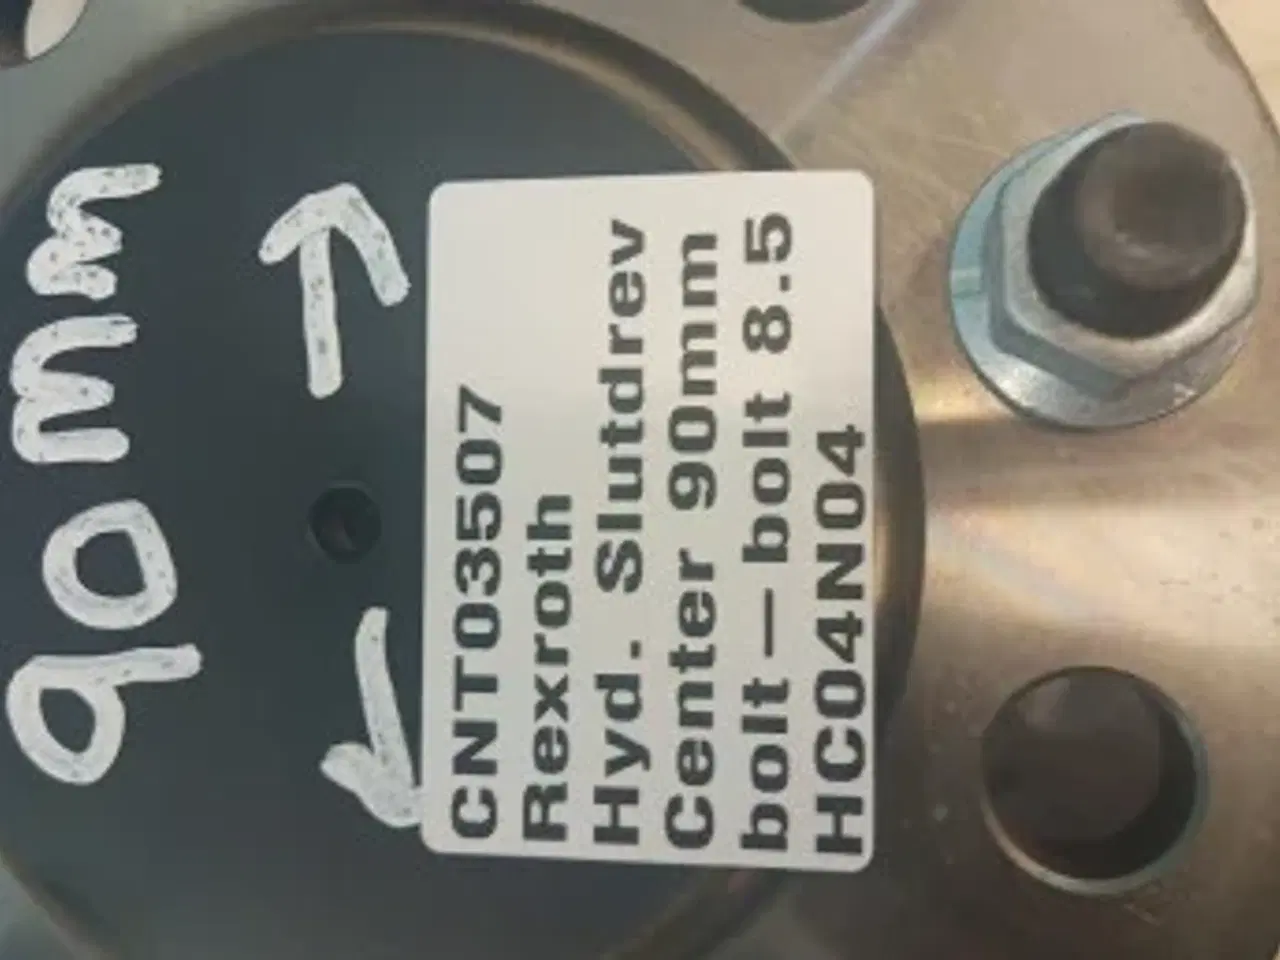 90mm
CNT03507
Rexroth
Hyd. Slutdrev
Center 90mm
bolt – bolt 8.5
HC04N04